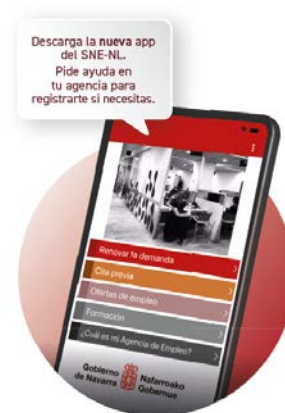 Descarga la nueva app
del SNE-NL.
Pide ayuda en
tu agencia para
registrarte si necesitas.
Renovar la demanda
Cita previa
Ofertas de empleo
Formación
¿Cuál es mi Agencia de Empleo?
Gobierno
de Navarra
Nafarroako
Gobernua